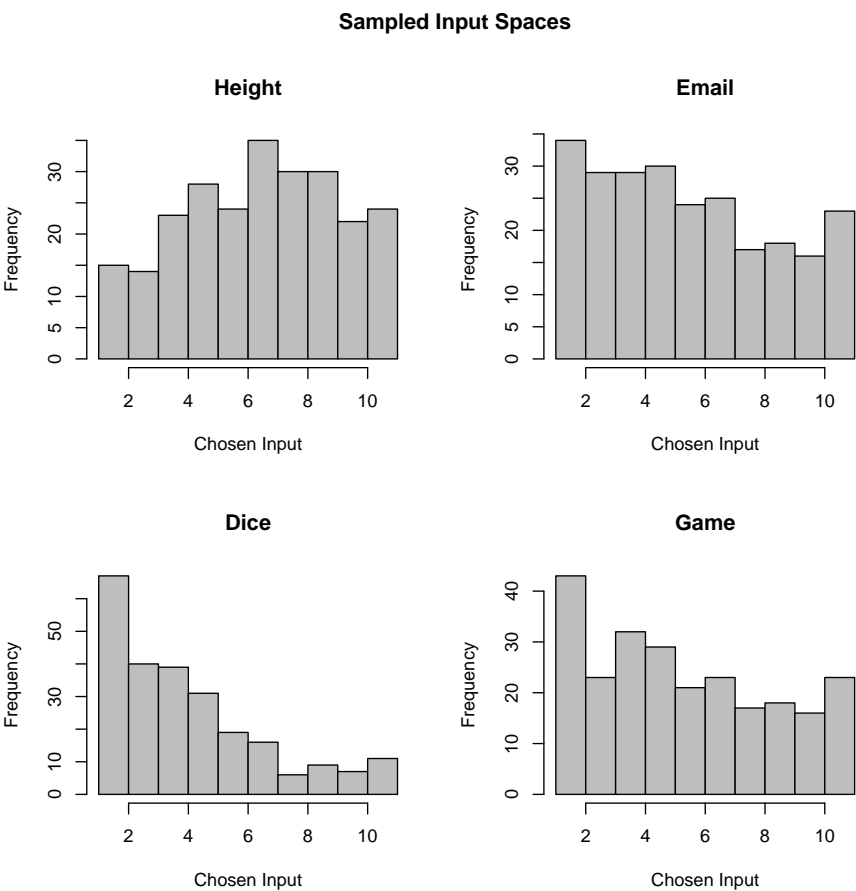 Sampled Input Spaces
Height
Frequency
0 5 10 20 30
2 4 6 8 10
Chosen Input
Email
Frequency
0 5 10 20 30
2 4 6 8 10
Chosen Input
Dice
Frequency
0 10 30 50
2 4 6 8 10
Chosen Input
Game
Frequency
0 10 20 30 40
2 4 6 8 10
Chosen Input